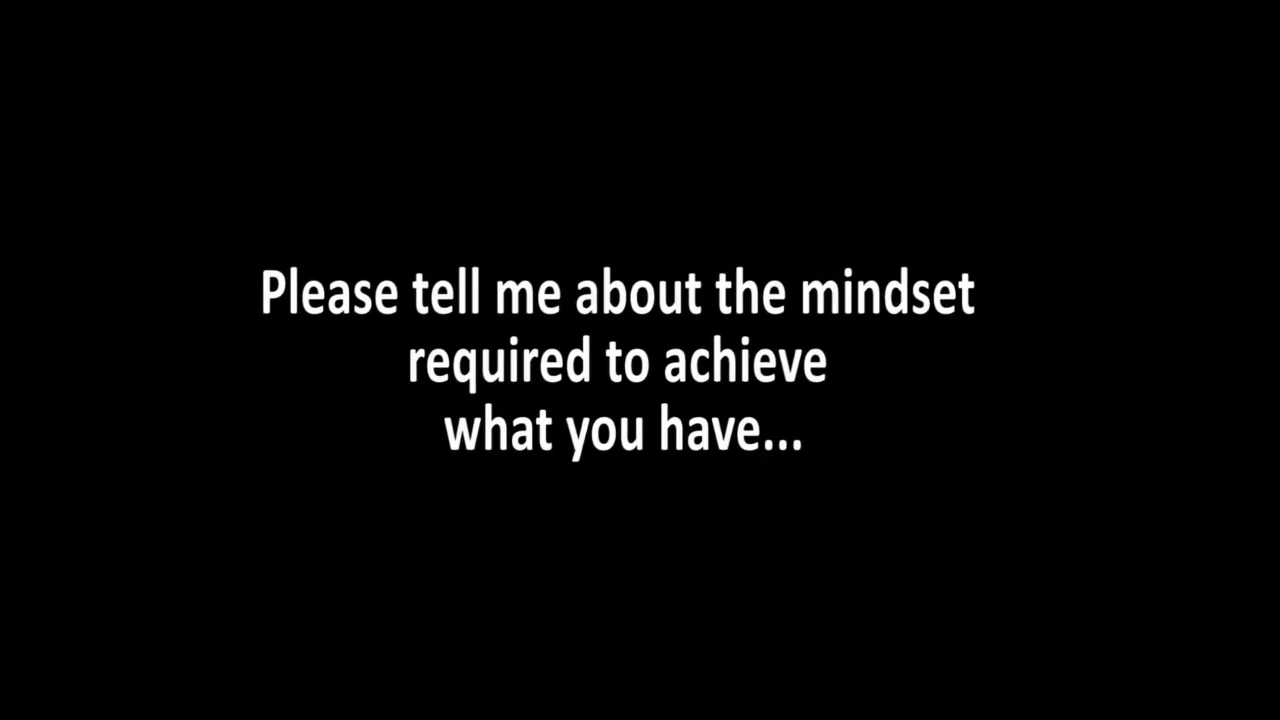 Please tell me about the mindset
required to achieve
what you have...